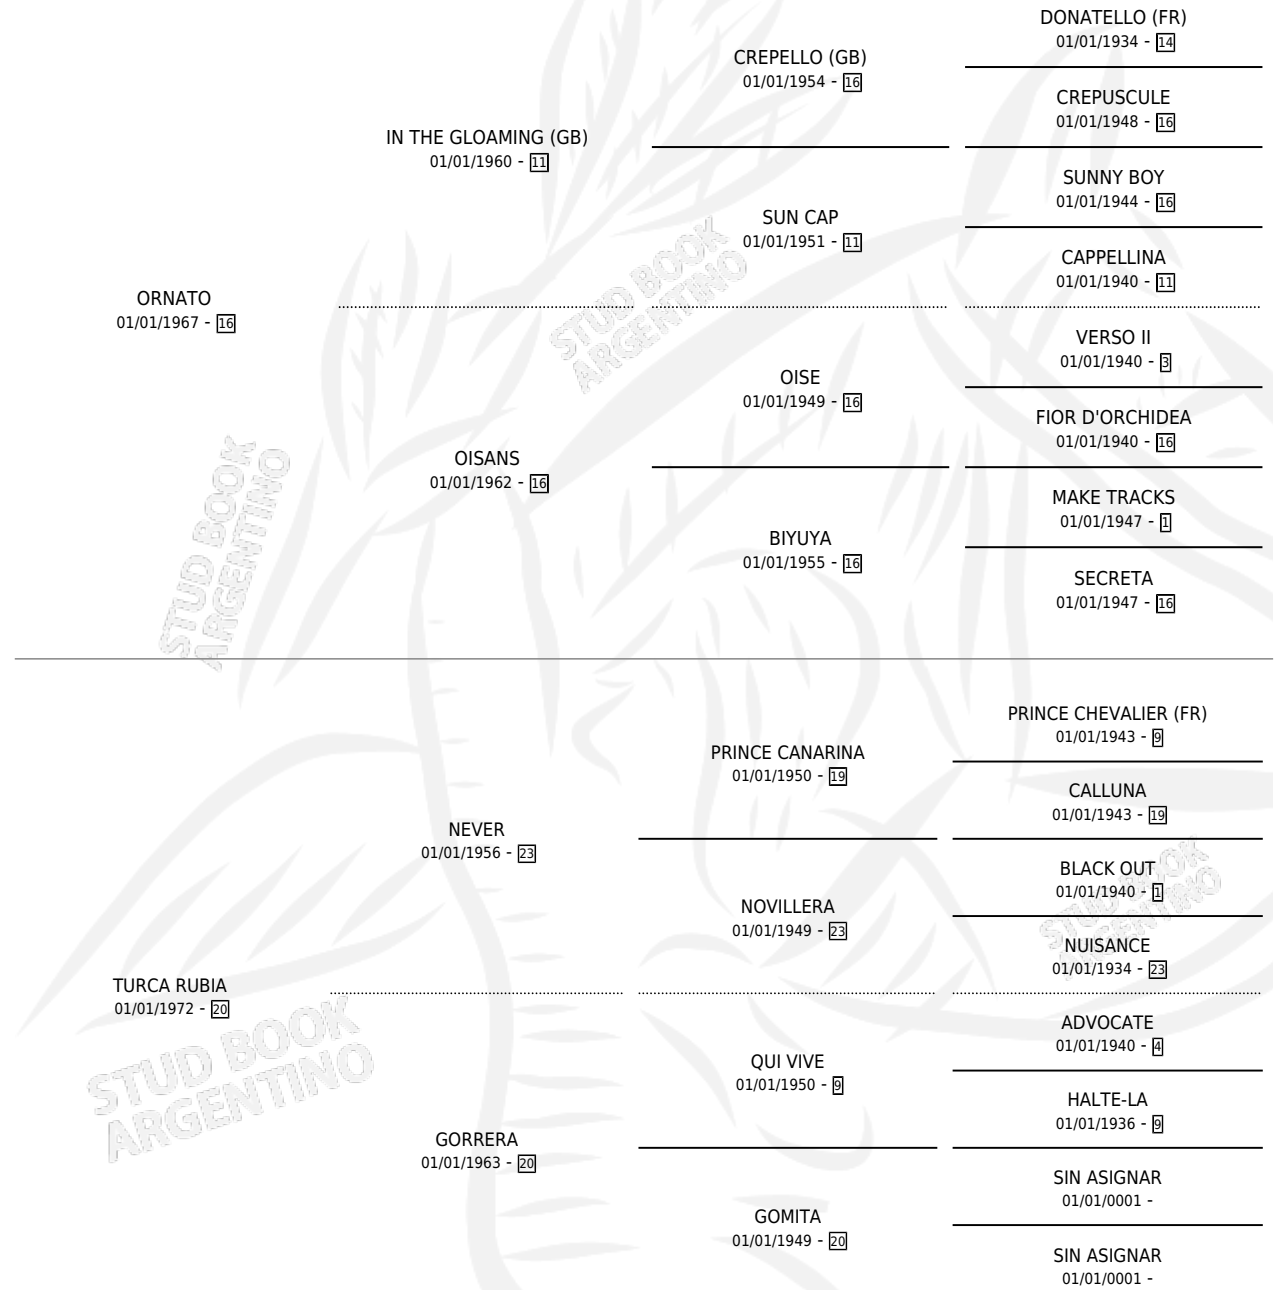 DONATELLO (FR)
01/01/1934 - 14
CREPELLO (GB)
01/01/1954 - 16
CREPUSCULE
01/01/1948 - 16
IN THE GLOAMING (GB)
01/01/1960 - 11
SUNNY BOY
01/01/1944 - 16
SUN CAP
01/01/1951 - 11
CAPPELLINA
01/01/1940 - 11
ORNATO
01/01/1967 - 16
VERSO II
01/01/1940 - 3
OISE
01/01/1949 - 16
FIOR D'ORCHIDEA
01/01/1940 - 16
OISANS
01/01/1962 - 16
MAKE TRACKS
01/01/1947 - 1
BIYUYA
01/01/1955 - 16
SECRETA
01/01/1947 - 16
PRINCE CHEVALIER (FR)
01/01/1943 - 9
PRINCE CANARINA
01/01/1950 - 19
CALLUNA
01/01/1943 - 19
NEVER
01/01/1956 - 23
BLACK OUT
01/01/1940 - 1
NOVILLERA
01/01/1949 - 23
NUISANCE
01/01/1934 - 23
TURCA RUBIA
01/01/1972 - 20
ADVOCATE
01/01/1940 - 4
QUI VIVE
01/01/1950 - 9
HALTE-LA
01/01/1936 - 9
GORRERA
01/01/1963 - 20
SIN ASIGNAR
01/01/0001 -
GOMITA
01/01/1949 - 20
SIN ASIGNAR
01/01/0001 -
STUD BOOK
ARGENTINO
STUD BOOK
ARGENTINO
STUD BOOK
ARGENTINO
STUD BOOK
ARGENTINO